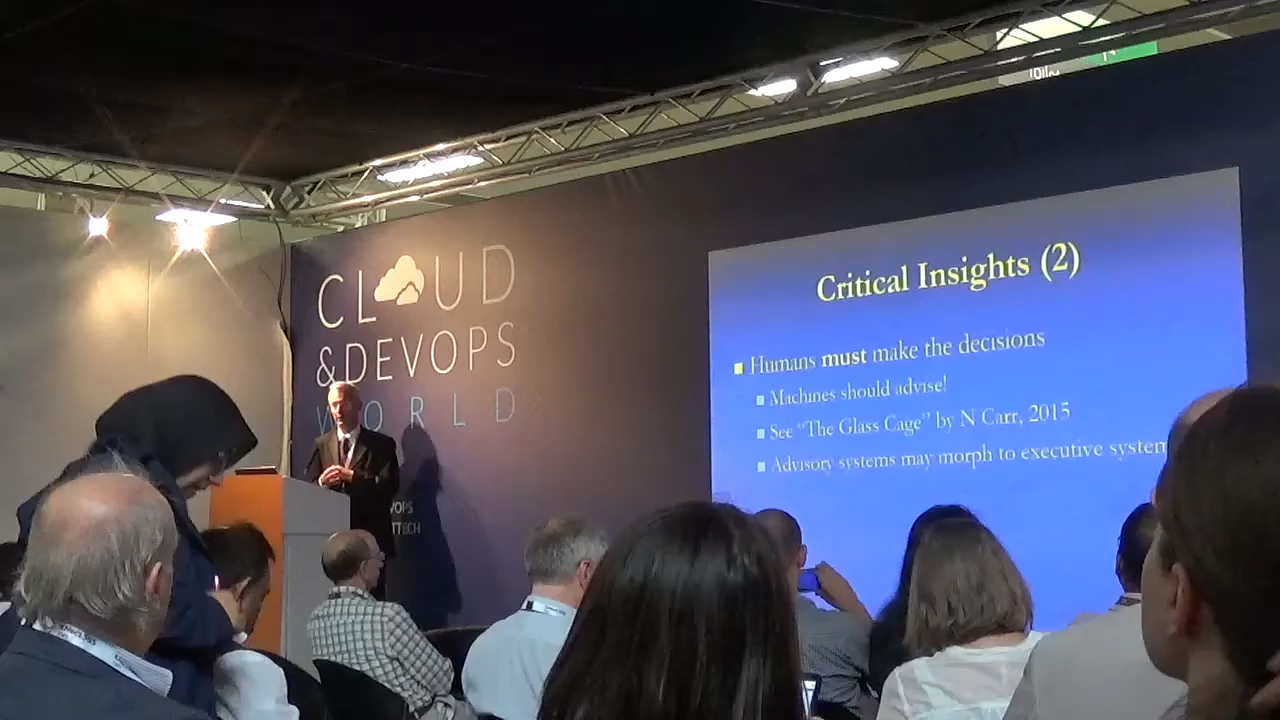 CLOUD
&DEVOPS
WORLD
Critical Insights (2)
Humans must make the decisions
Machines should advise!
See "The Glass Cage" by N Carr, 2015
Advisory systems may morph to executive system